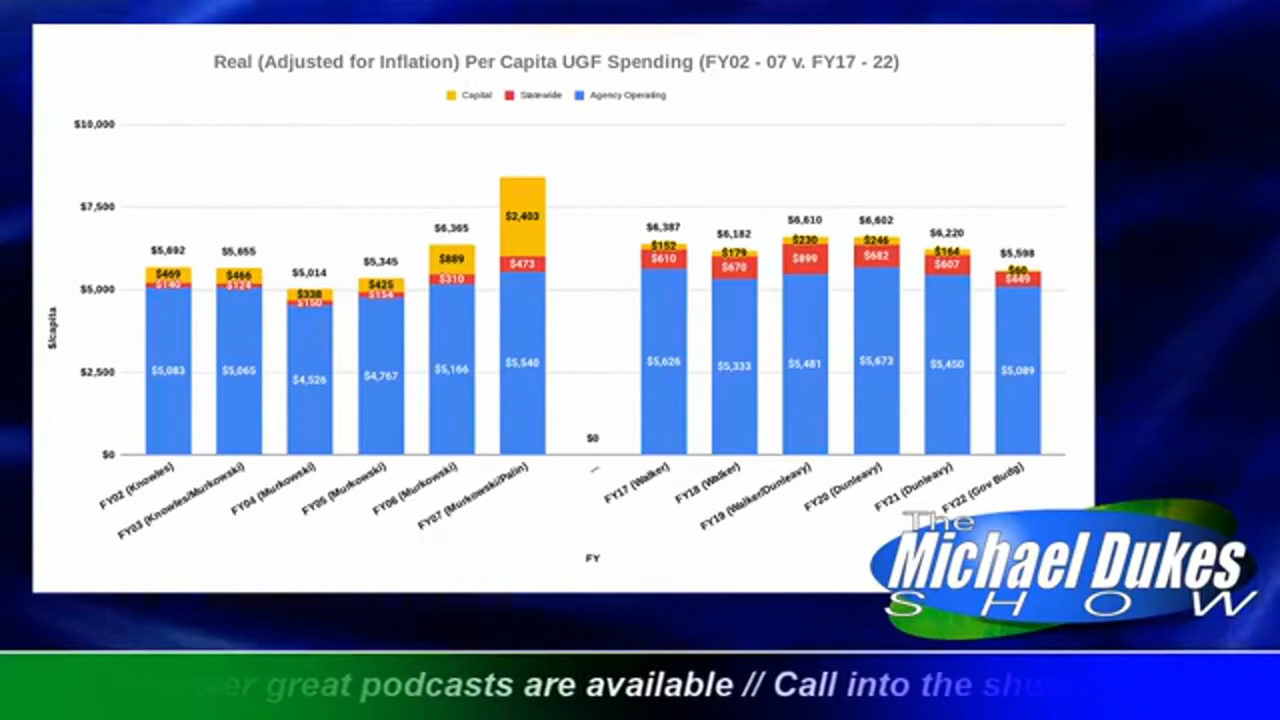 Real (Adjusted for Inflation) Per Capita UGF Spending (FY02 - 07 v. FY17 - 22)
Capital Statewide Agency Operating
$10,000
$7,500
$5,000
$2,500
$0
$/capita
$5,692 $5,655 $5,014 $5,345 $6,365 $0 $6,387 $6,182 $6,610 $6,602 $6,220 $5,598
$469 $466 $338 $425 $889 $2,403 $152 $179 $230 $246 $164 $60
$140 $124 $150 $154 $310 $473 $610 $670 $899 $682 $607 $449
$5,083 $5,065 $4,526 $4,767 $5,166 $5,540 $5,626 $5,333 $5,481 $5,673 $5,450 $5,089
FY02 (Knowles)
FY03 (Knowles/Murkowski)
FY04 (Murkowski)
FY05 (Murkowski)
FY06 (Murkowski)
FY07 (Murkowski/Palin)
FY17 (Walker)
FY18 (Walker)
FY19 (Walker/Dunleavy)
FY20 (Dunleavy)
FY21 (Dunleavy)
FY22 (Gov Budg)
FY
The
Michael Dukes
SHOW
great podcasts are available // Call into the